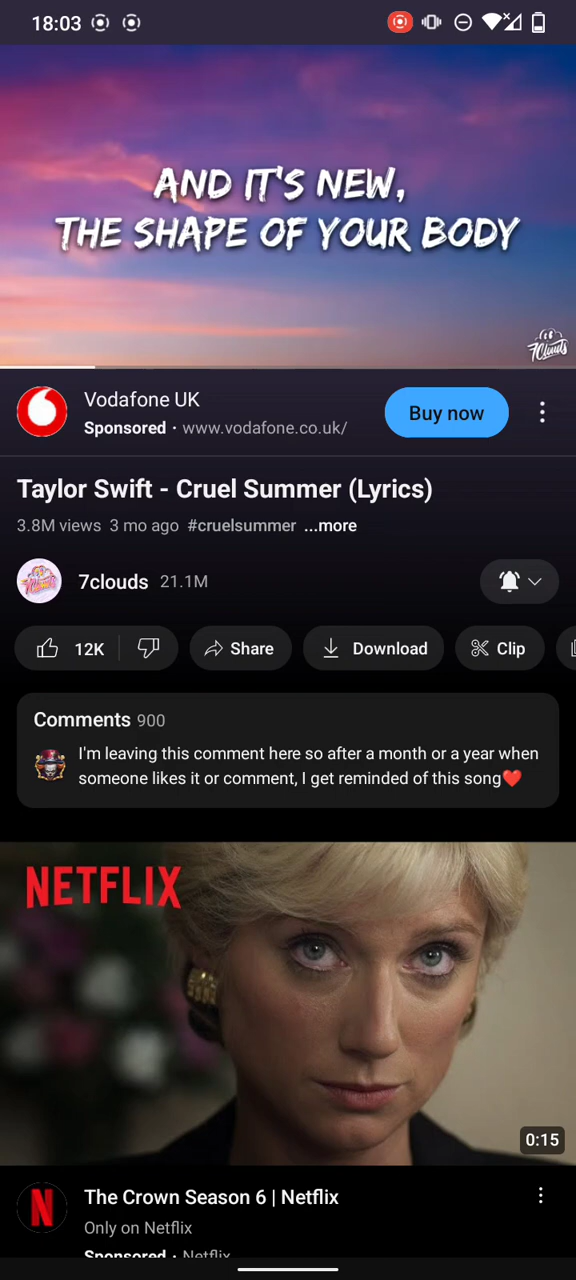 18:03
AND IT'S NEW,
THE SHAPE OF YOUR BODY
7Clouds
Vodafone UK
Sponsored · www.vodafone.co.uk/
Buy now
Taylor Swift - Cruel Summer (Lyrics)
3.8M views 3 mo ago #cruelsummer ...more
7clouds 21.1M
12K
Share
Download
Clip
Comments 900
I'm leaving this comment here so after a month or a year when
someone likes it or comment, I get reminded of this song❤️
NETFLIX
0:15
N
The Crown Season 6 | Netflix
Only on Netflix
Sponsored · Netflix